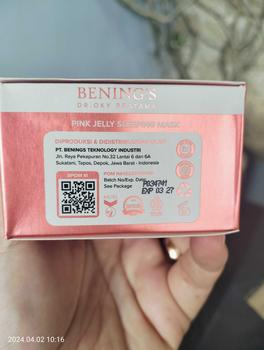 BENING'S
DR.OKY PRATAMA
PINK JELLY SLEEPING MASK
DIPRODUKSI & DIDISTRIBUSIKAN OLEH
PT. BENINGS TEKNOLOGY INDUSTRI
Jln. Raya Pekapuran No.32 Lantai 6 dan 6A
Sukatani, Tapos, Depok, Jawa Barat - Indonesia
BPOM RI
POM
Batch No/Exp. Date
See Package
EXP 03 27
2024.04.02 10:16